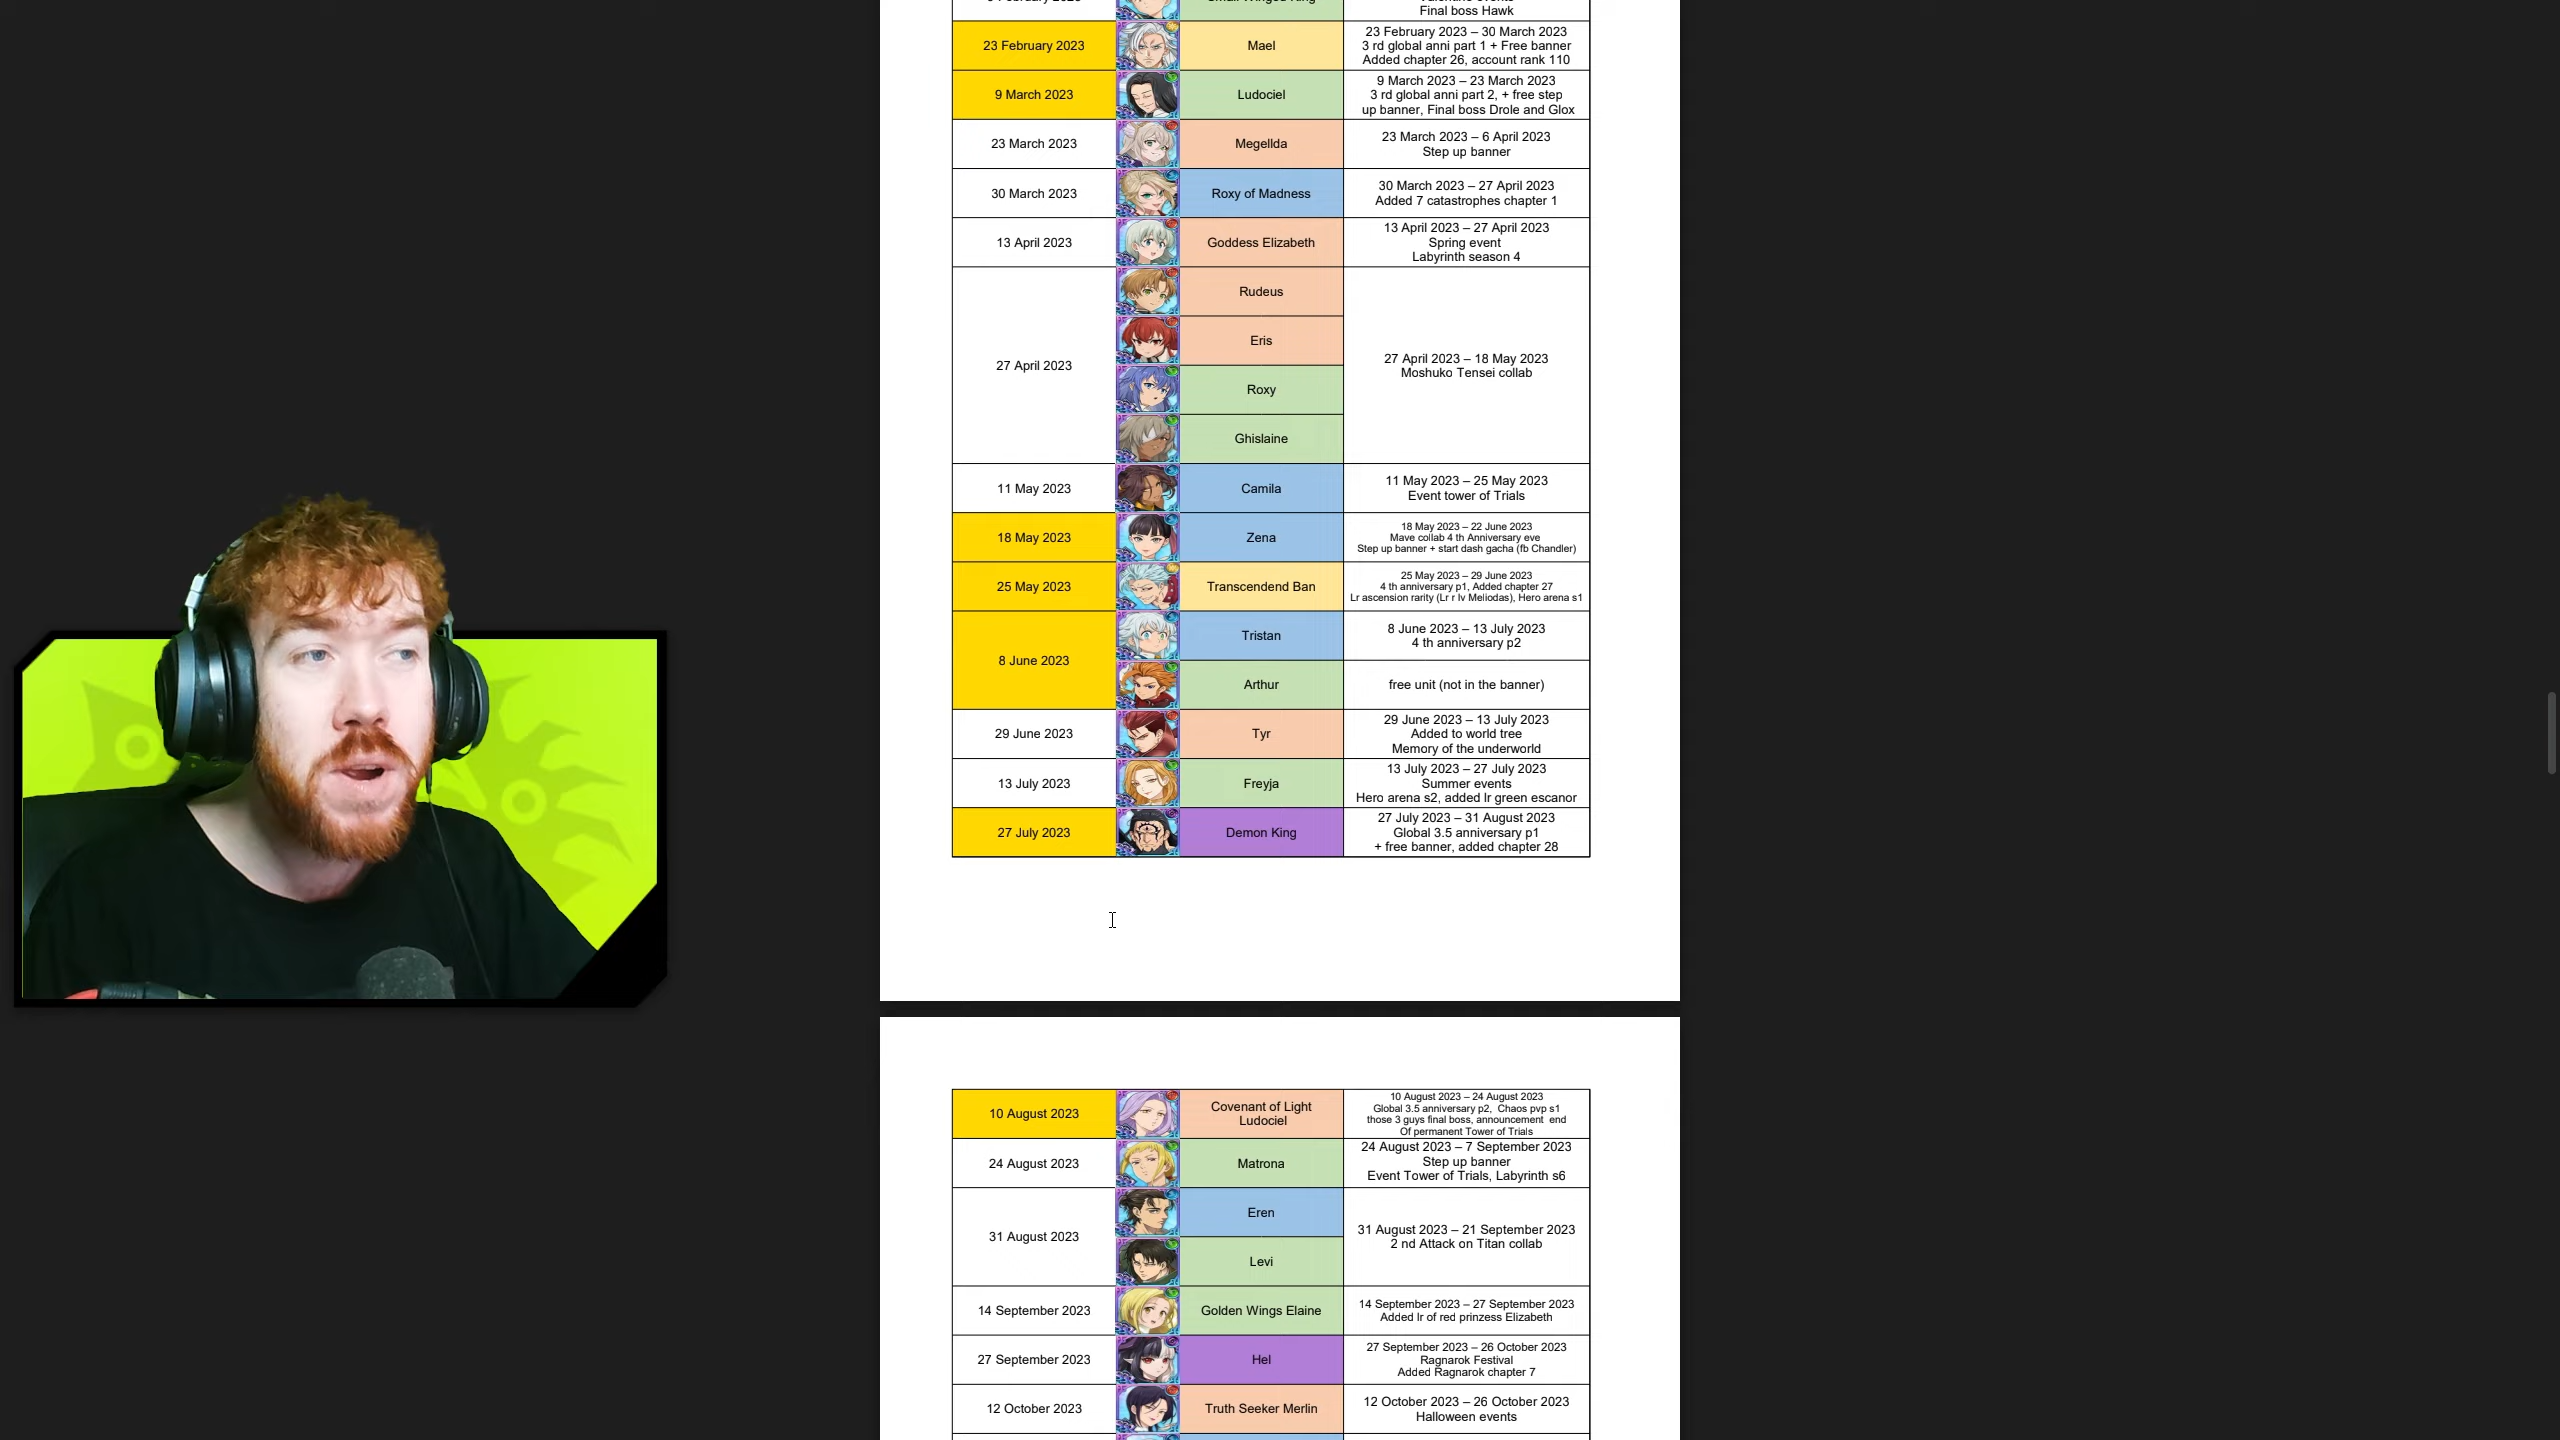 Final boss Hawk
23 February 2023
Mael
23 February 2023 – 30 March 2023
3 rd global anni part 1 + Free banner
Added chapter 26, account rank 110
9 March 2023
Ludociel
9 March 2023 – 23 March 2023
3 rd global anni part 2, + free step
up banner, Final boss Drole and Glox
23 March 2023
Megellda
23 March 2023 – 6 April 2023
Step up banner
30 March 2023
Roxy of Madness
30 March 2023 – 27 April 2023
Added 7 catastrophes chapter 1
13 April 2023
Goddess Elizabeth
13 April 2023 – 27 April 2023
Spring event
Labyrinth season 4
27 April 2023
Rudeus
Eris
Roxy
Ghislaine
27 April 2023 – 18 May 2023
Moshuko Tensei collab
11 May 2023
Camila
11 May 2023 – 25 May 2023
Event tower of Trials
18 May 2023
Zena
18 May 2023 – 22 June 2023
Mave collab 4 th Anniversary eve
Step up banner + start dash gacha (fb Chandler)
25 May 2023
Transcendend Ban
25 May 2023 – 29 June 2023
4 th anniversary p1, Added chapter 27
Lr ascension rarity (Lr r lv Meliodas), Hero arena s1
8 June 2023
Tristan
8 June 2023 – 13 July 2023
4 th anniversary p2
Arthur
free unit (not in the banner)
29 June 2023
Tyr
29 June 2023 – 13 July 2023
Added to world tree
Memory of the underworld
13 July 2023
Freyja
13 July 2023 – 27 July 2023
Summer events
Hero arena s2, added lr green escanor
27 July 2023
Demon King
27 July 2023 – 31 August 2023
Global 3.5 anniversary p1
+ free banner, added chapter 28
10 August 2023
Covenant of Light
Ludociel
10 August 2023 – 24 August 2023
Global 3.5 anniversary p2, Chaos pvp s1
those 3 guys final boss, announcement end
Of permanent Tower of Trials
24 August 2023
Matrona
24 August 2023 – 7 September 2023
Step up banner
Event Tower of Trials, Labyrinth s6
31 August 2023
Eren
Levi
31 August 2023 – 21 September 2023
2 nd Attack on Titan collab
14 September 2023
Golden Wings Elaine
14 September 2023 – 27 September 2023
Added lr of red prinzess Elizabeth
27 September 2023
Hel
27 September 2023 – 26 October 2023
Ragnarok Festival
Added Ragnarok chapter 7
12 October 2023
Truth Seeker Merlin
12 October 2023 – 26 October 2023
Halloween events